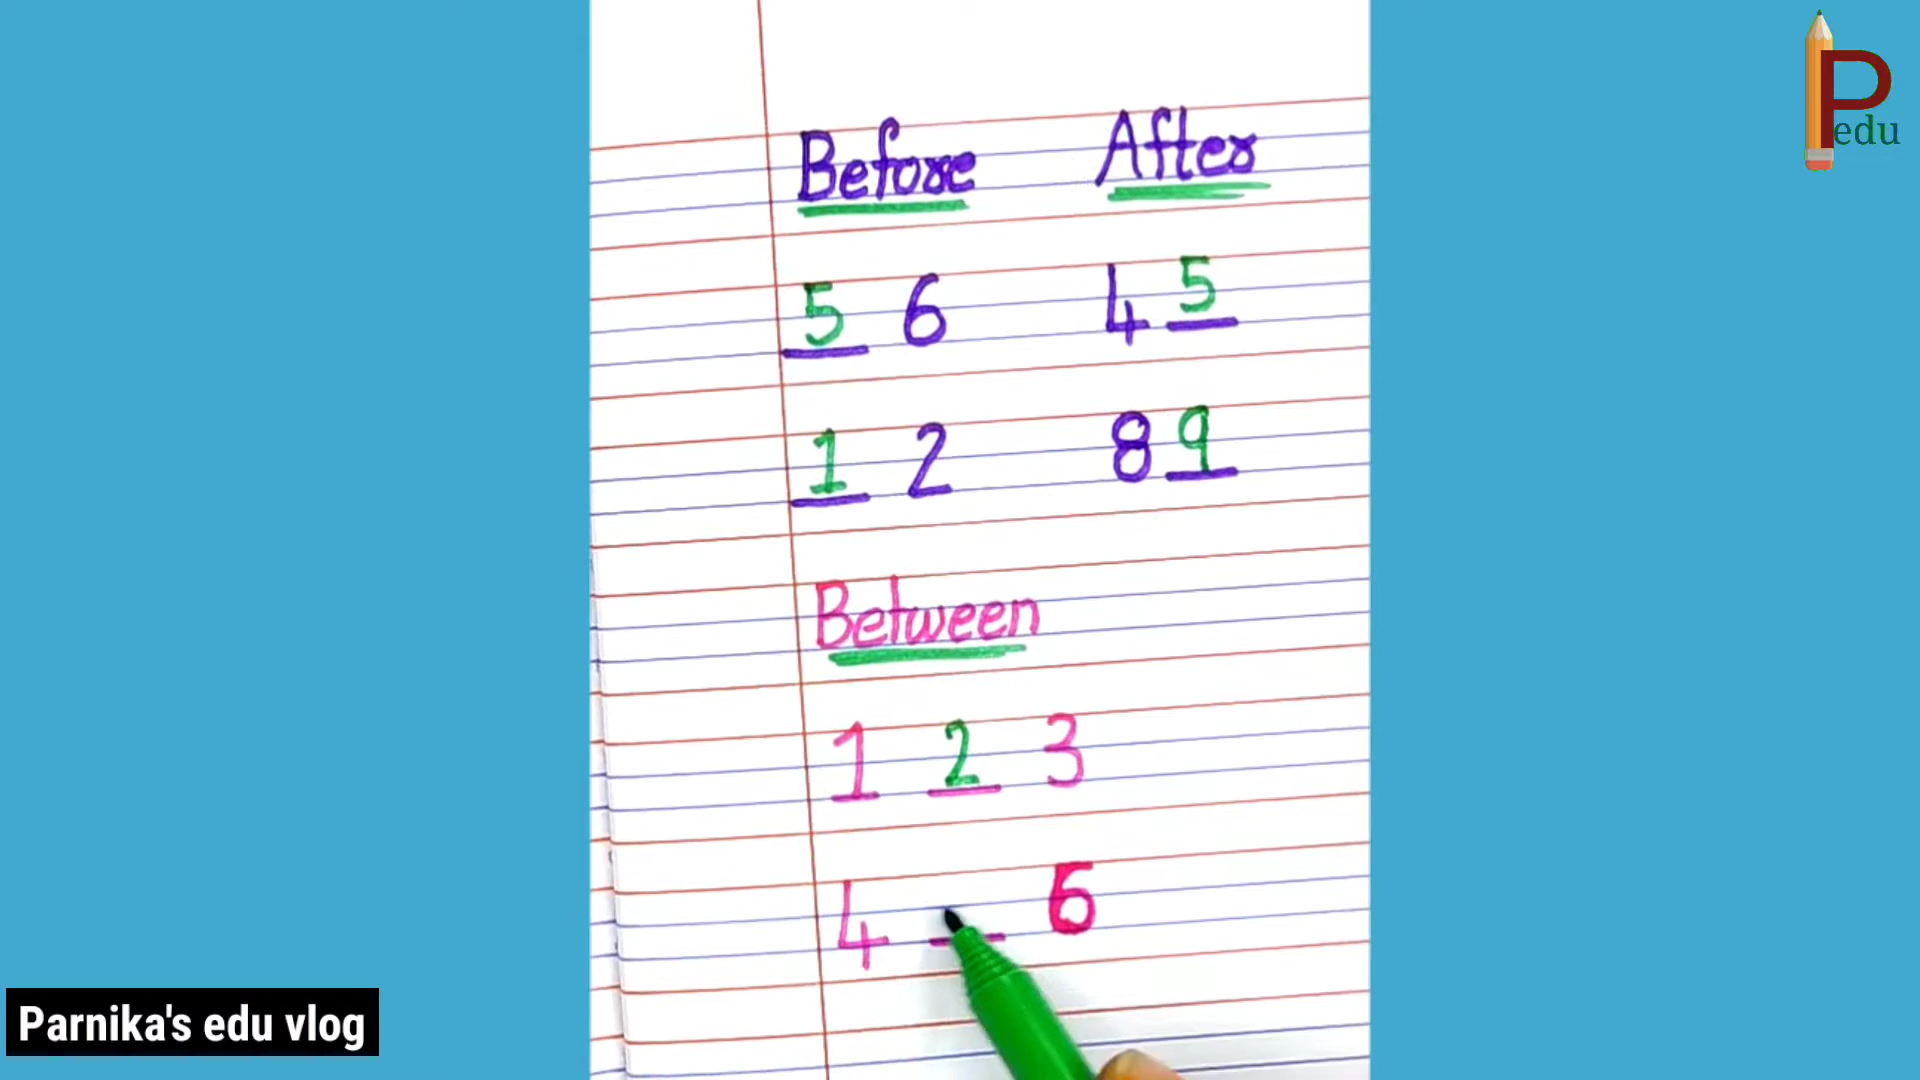 P
edu
Before After
5 6 4 5
1 2 8 9
Between
1 2 3
4 _ 6
Parnika's edu vlog